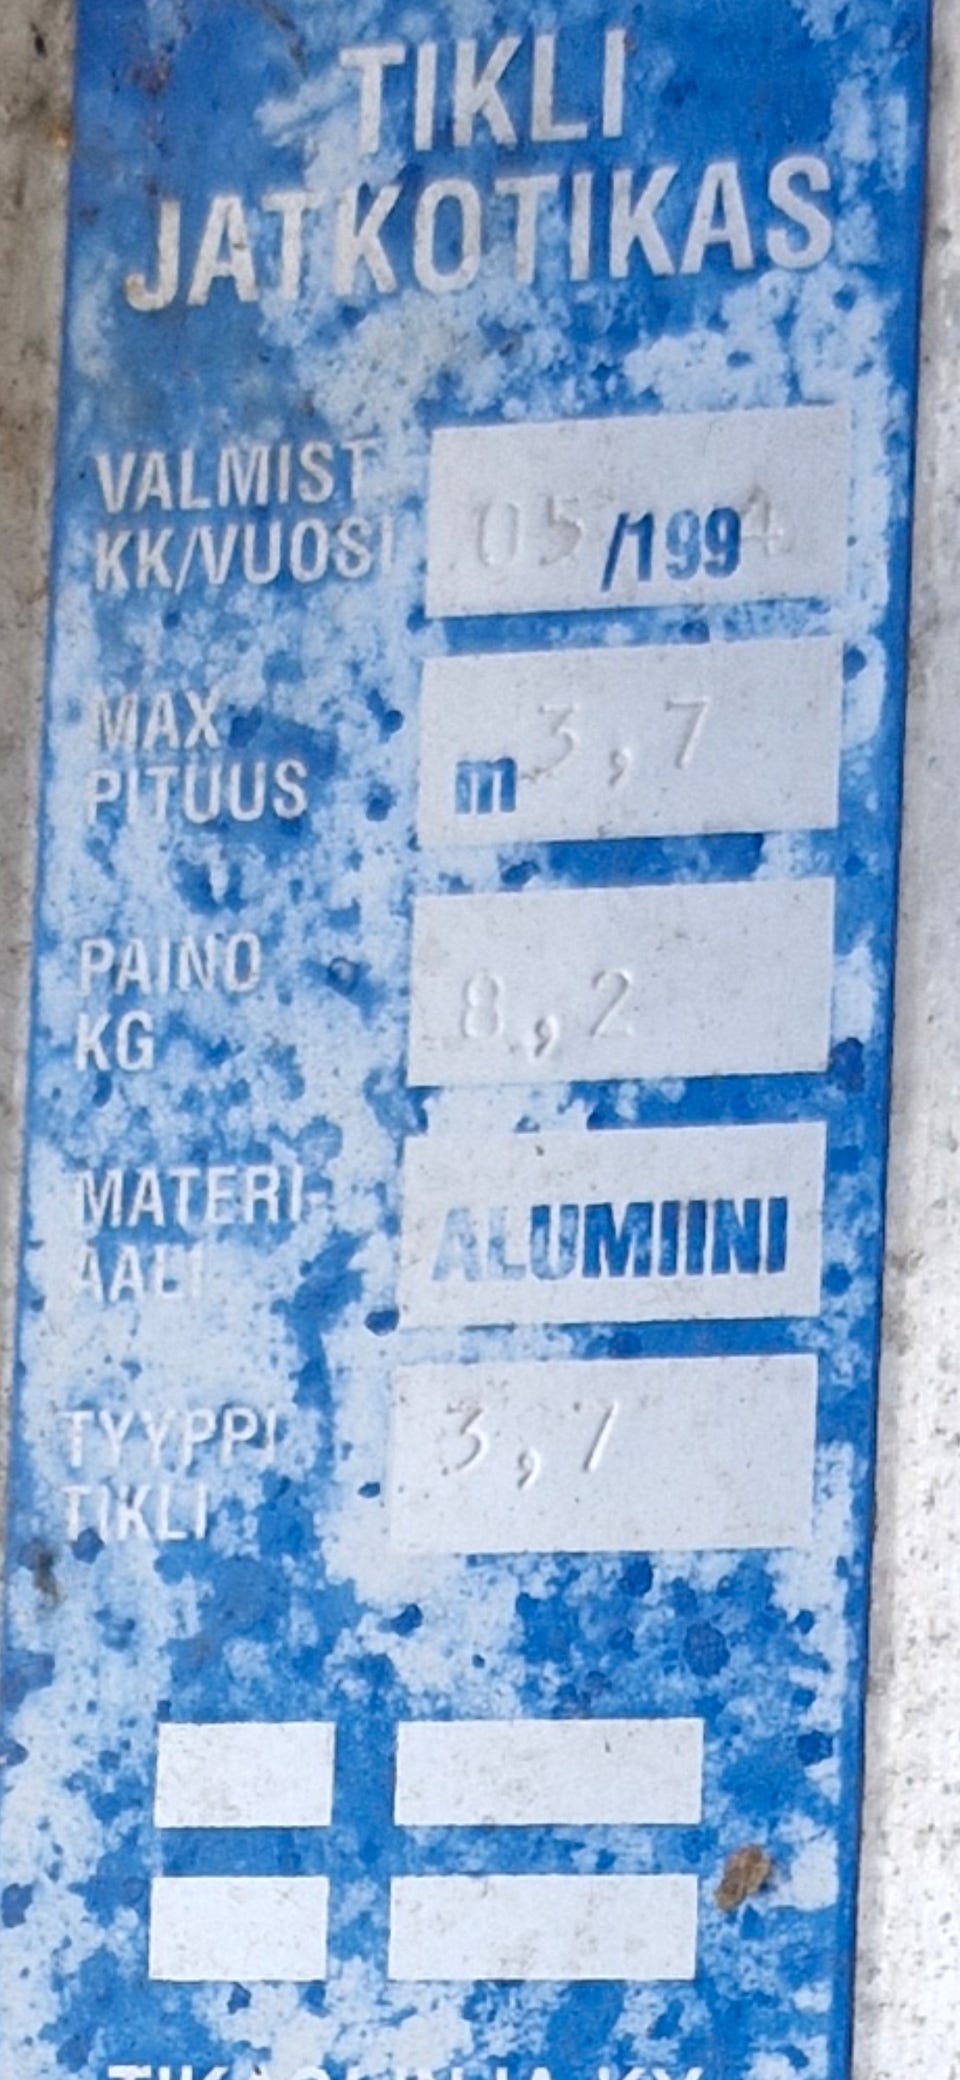 TIKLI
JATKOTIKAS
VALMIST
KK/VUOSI
05/1994
MAX
PITUUS
m 3,7
PAINO
KG
8,2
MATERI-
AALI
ALUMIINI
TYYPPI
TIKLI
3,7